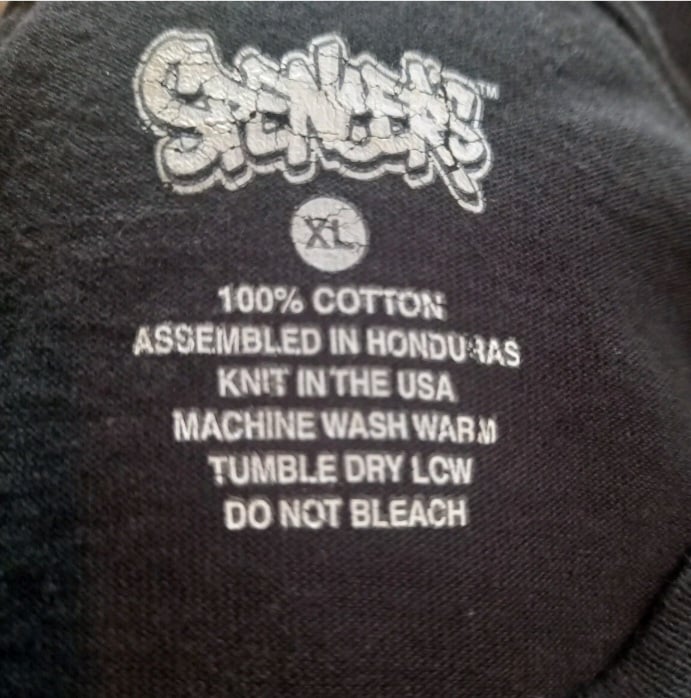 SPENCER'S™
XL
100% COTTON
ASSEMBLED IN HONDURAS
KNIT IN THE USA
MACHINE WASH WARM
TUMBLE DRY LOW
DO NOT BLEACH